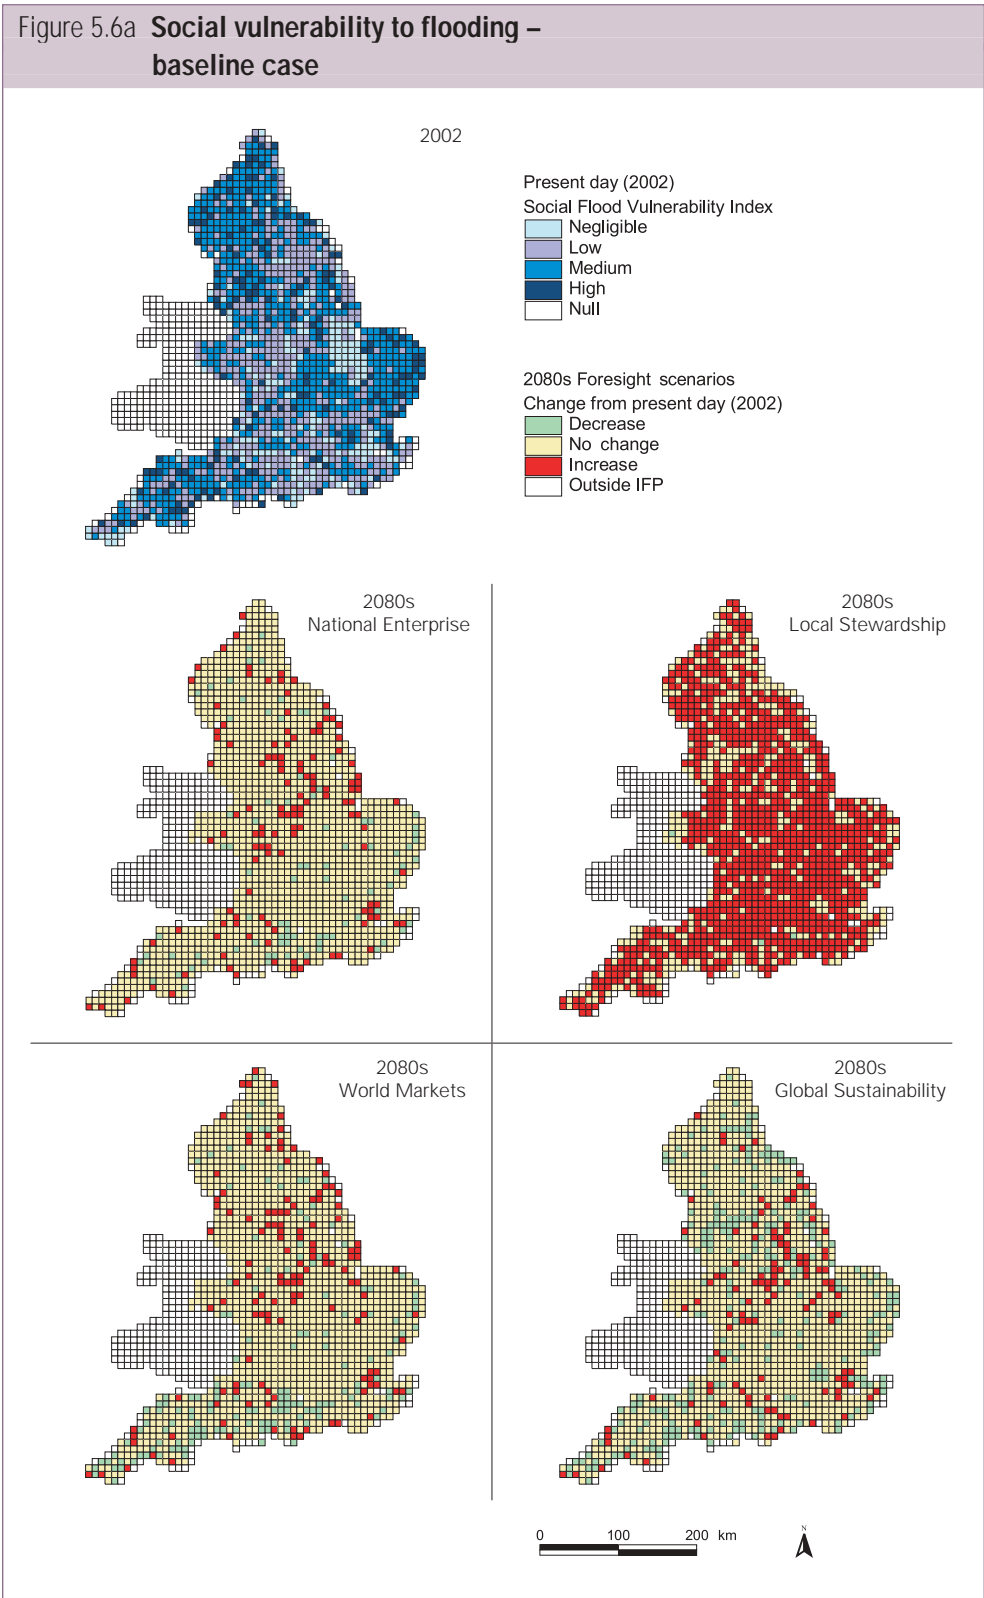 Figure 5.6a Social vulnerability to flooding –
baseline case
2002
Present day (2002)
Social Flood Vulnerability Index
Negligible
Low
Medium
High
Null
2080s Foresight scenarios
Change from present day (2002)
Decrease
No change
Increase
Outside IFP
2080s
National Enterprise
2080s
Local Stewardship
2080s
World Markets
2080s
Global Sustainability
0 100 200 km
N